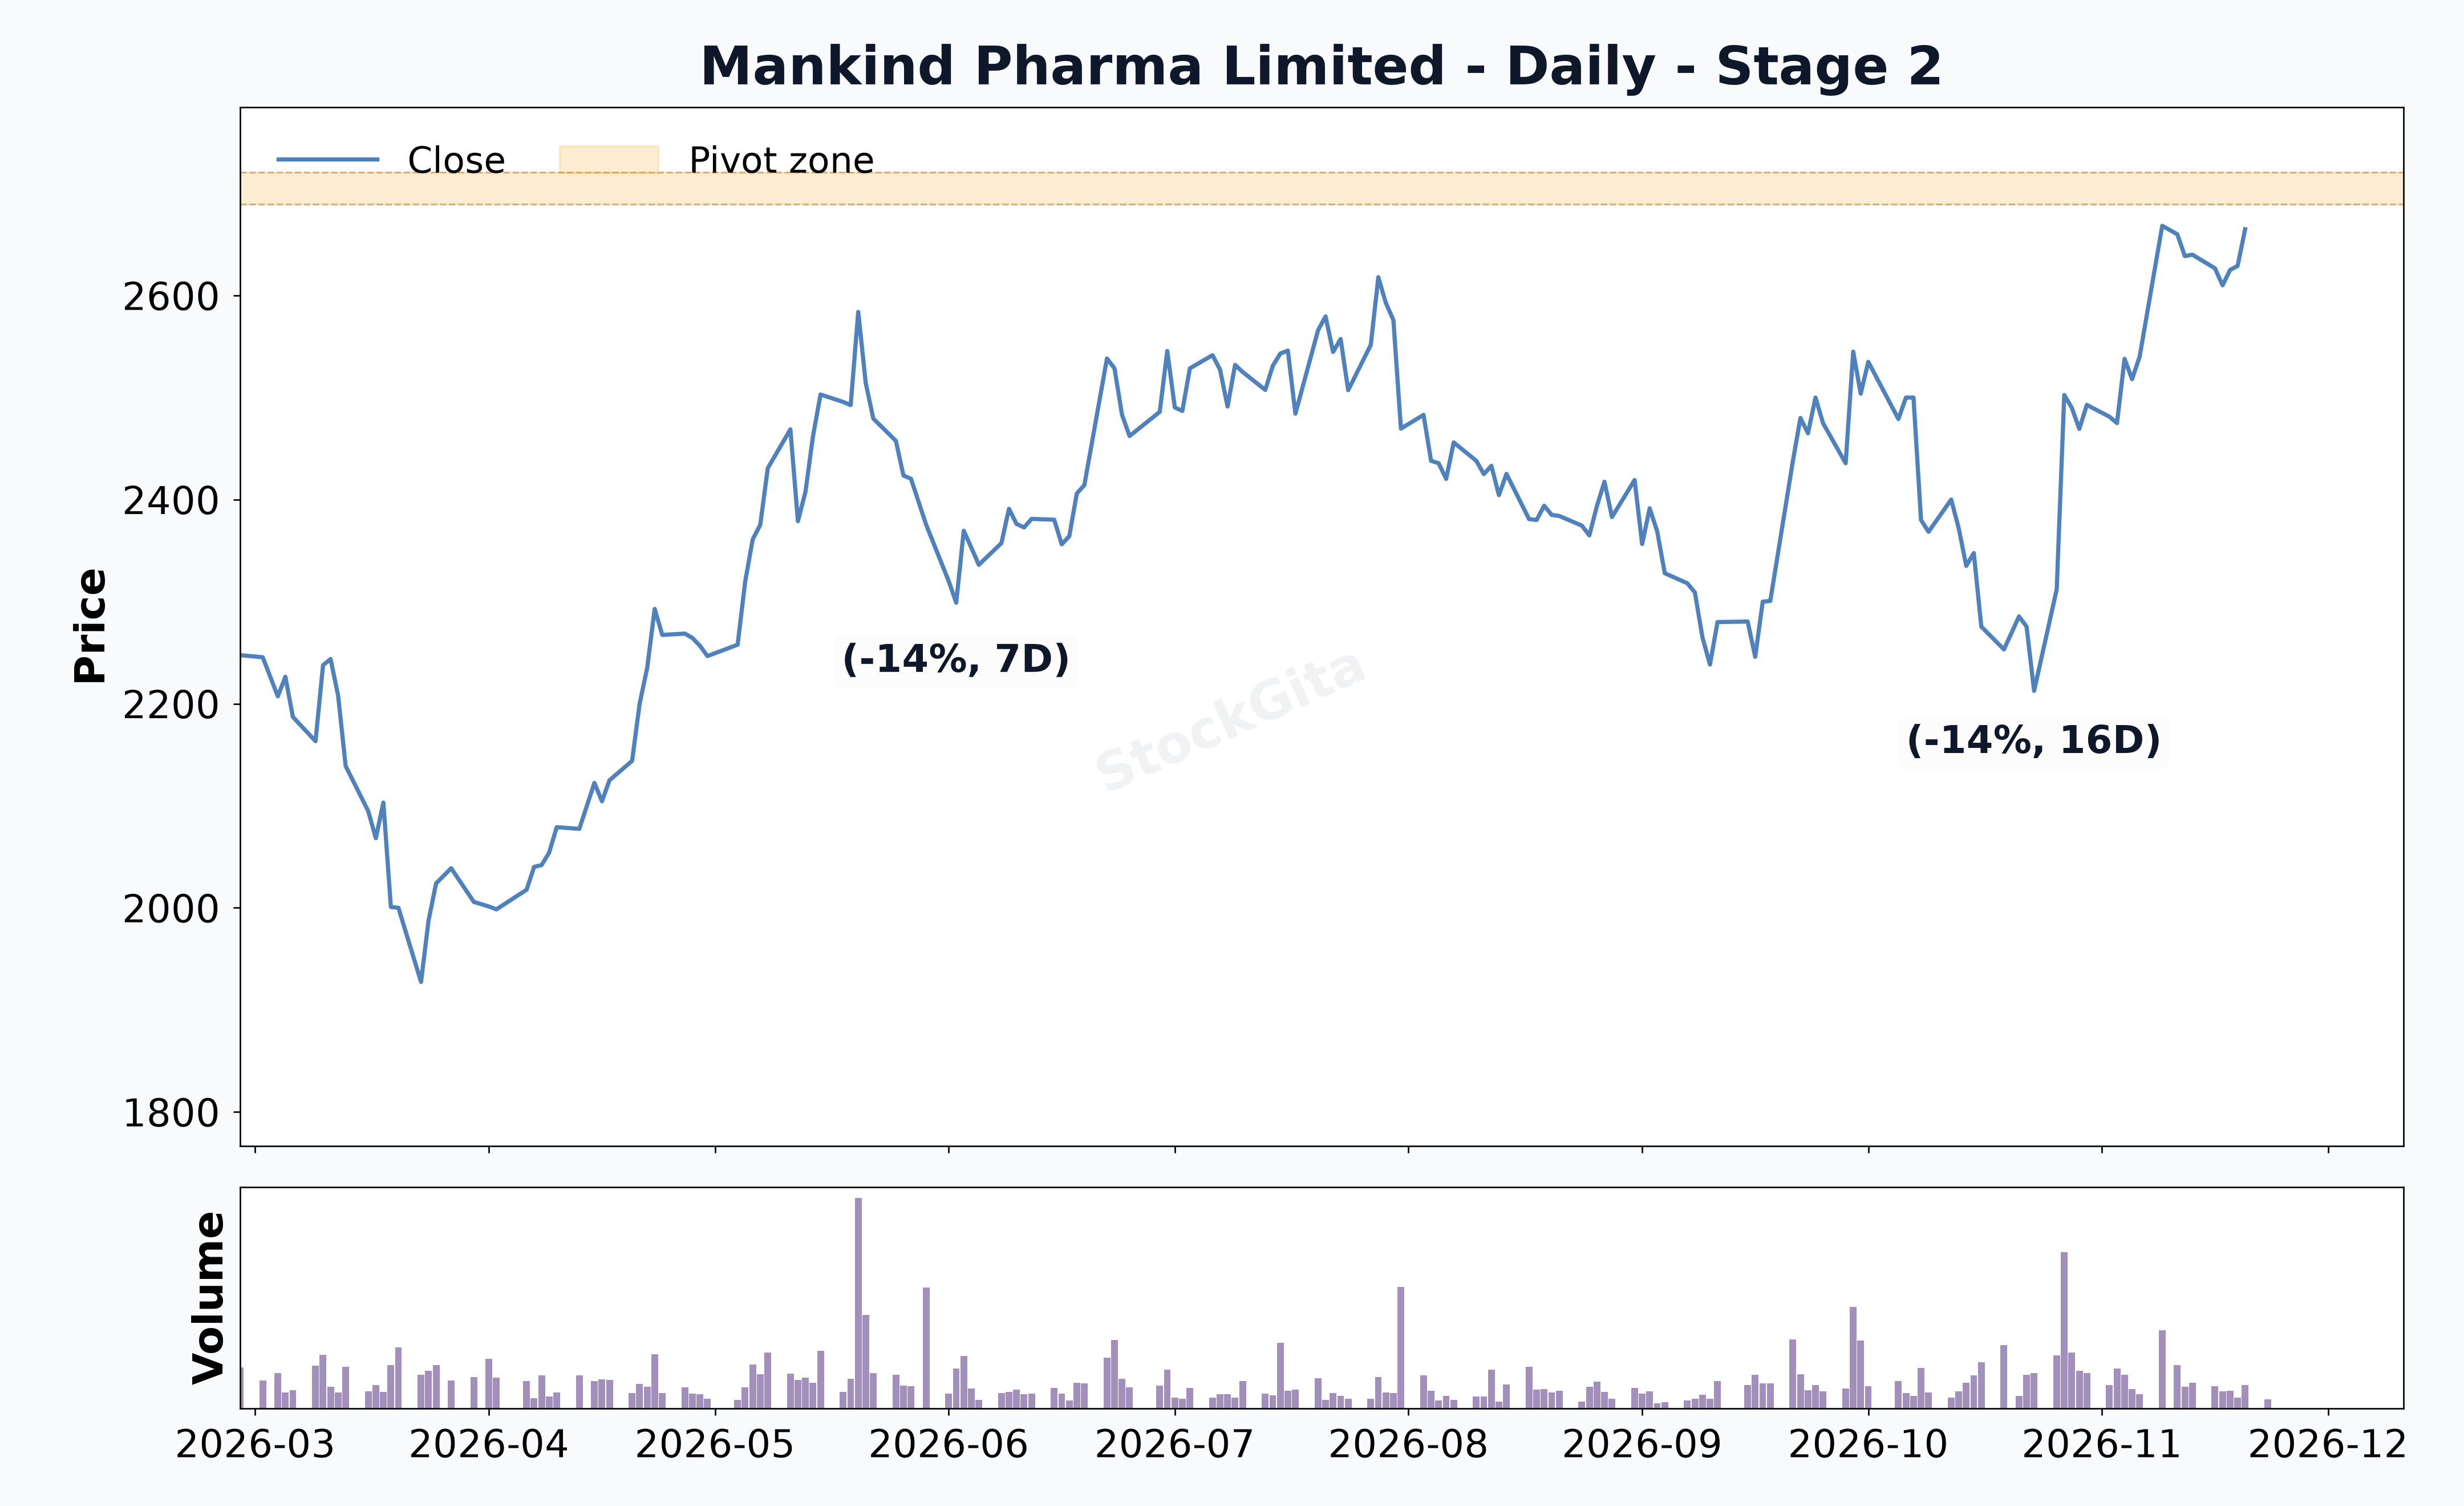 Mankind Pharma Limited - Daily - Stage 2
Close
Pivot zone
Price
2600
2400
2200
2000
1800
(-14%, 7D)
(-14%, 16D)
StockGita
Volume
2026-03
2026-04
2026-05
2026-06
2026-07
2026-08
2026-09
2026-10
2026-11
2026-12